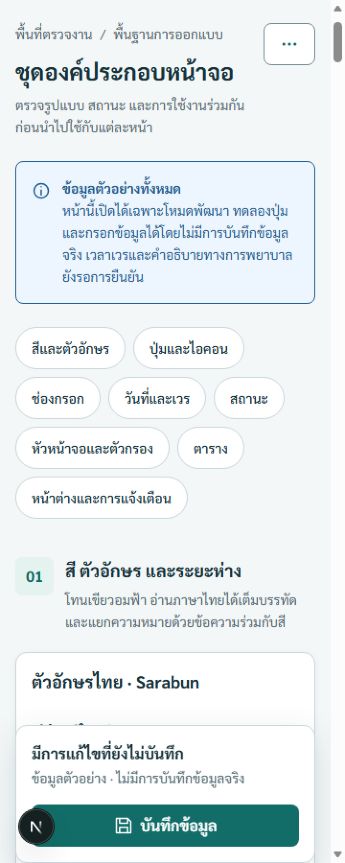 พื้นที่ตรวจงาน / พื้นฐานการออกแบบ
ชุดองค์ประกอบหน้าจอ
ตรวจรูปแบบ สถานะ และการใช้งานร่วมกัน
ก่อนนำไปใช้กับแต่ละหน้า
ข้อมูลตัวอย่างทั้งหมด
หน้านี้เปิดได้เฉพาะโหมดพัฒนา ทดลองปุ่ม
และกรอกข้อมูลได้โดยไม่มีการบันทึกข้อมูล
จริง เวลาเวรและคำอธิบายทางการพยาบาล
ยังรอการยืนยัน
สีและตัวอักษร
ปุ่มและไอคอน
ช่องกรอก
วันที่และเวร
สถานะ
หัวหน้าจอและตัวกรอง
ตาราง
หน้าต่างและการแจ้งเตือน
01
สี ตัวอักษร และระยะห่าง
โทนเขียวอมฟ้า อ่านภาษาไทยได้เต็มบรรทัด
และแยกความหมายด้วยข้อความร่วมกับสี
ตัวอักษรไทย · Sarabun
มีการแก้ไขที่ยังไม่บันทึก
ข้อมูลตัวอย่าง · ไม่มีการบันทึกข้อมูลจริง
N
บันทึกข้อมูล